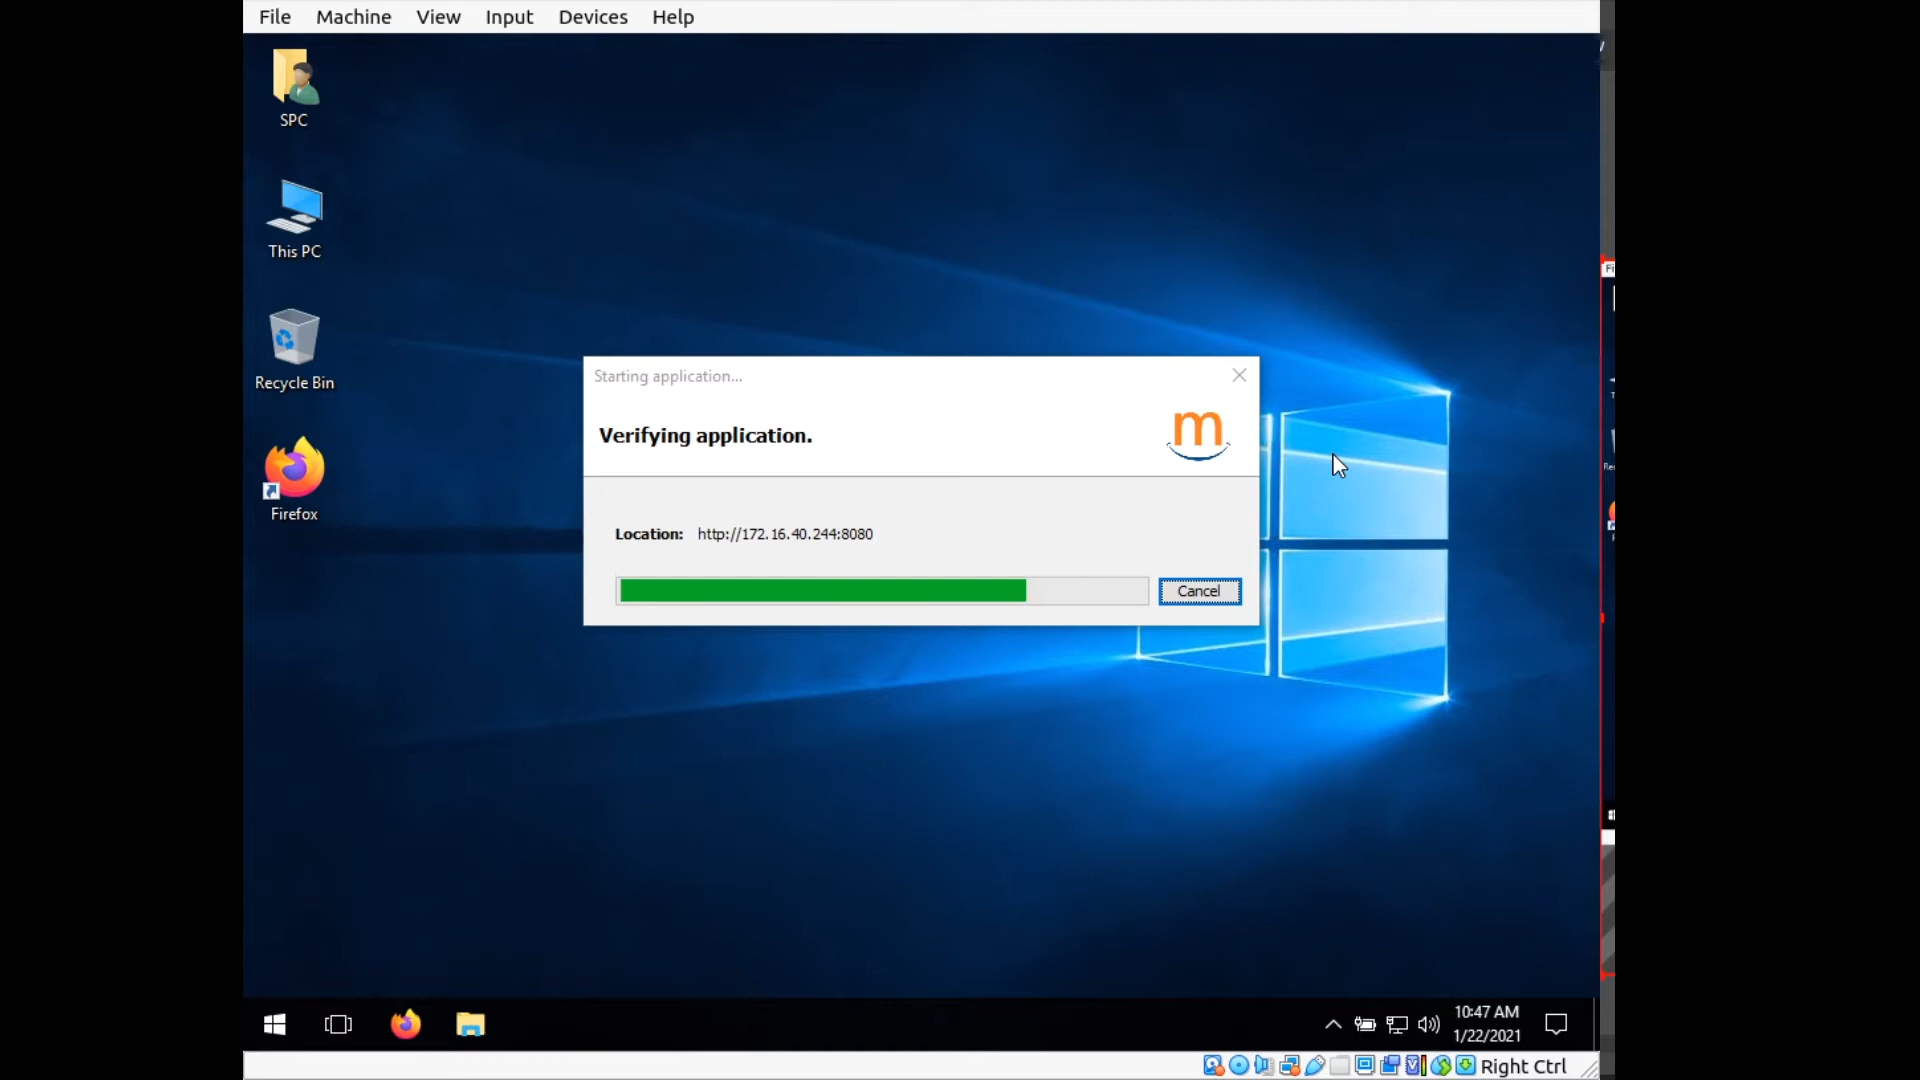 File Machine View Input Devices Help
SPC
This PC
Recycle Bin
Firefox
Starting application...
Verifying application.
m
Location: http://172.16.40.244:8080
Cancel
10:47 AM
1/22/2021
Right Ctrl